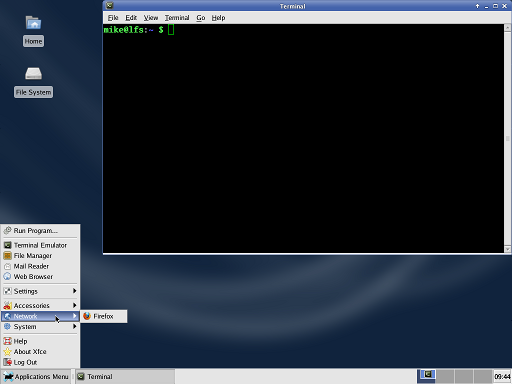 Terminal
File Edit View Terminal Go Help
mike@lfs:~ $
Home
File System
Run Program...
Terminal Emulator
File Manager
Mail Reader
Web Browser
Settings
Accessories
Network
Firefox
System
Help
About Xfce
Log Out
Applications Menu
Terminal
09:44